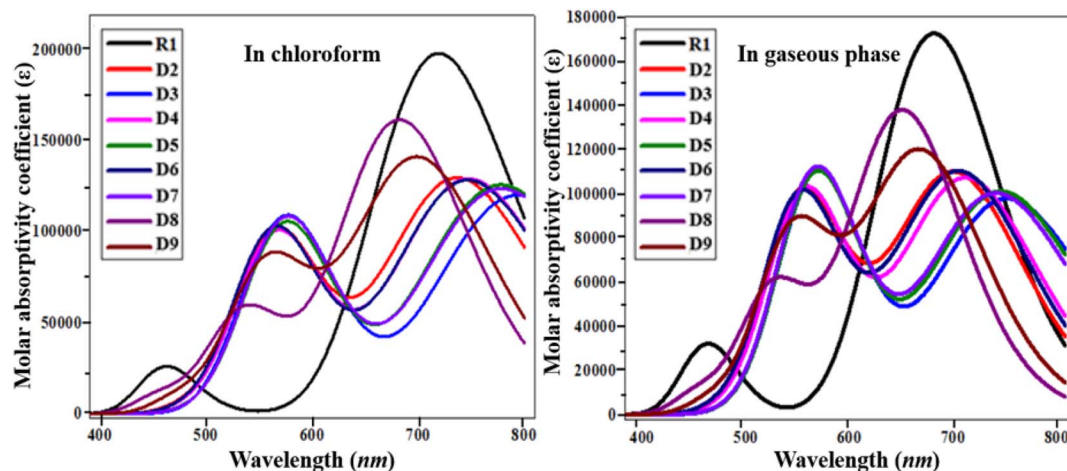 Molar absorptivity coefficient (ε)
200000
150000
100000
50000
0
R1
D2
D3
D4
D5
D6
D7
D8
D9
In chloroform
400 500 600 700 800
Wavelength (nm)
Molar absorptivity coefficient (ε)
180000
160000
140000
120000
100000
80000
60000
40000
20000
0
R1
D2
D3
D4
D5
D6
D7
D8
D9
In gaseous phase
400 500 600 700 800
Wavelength (nm)